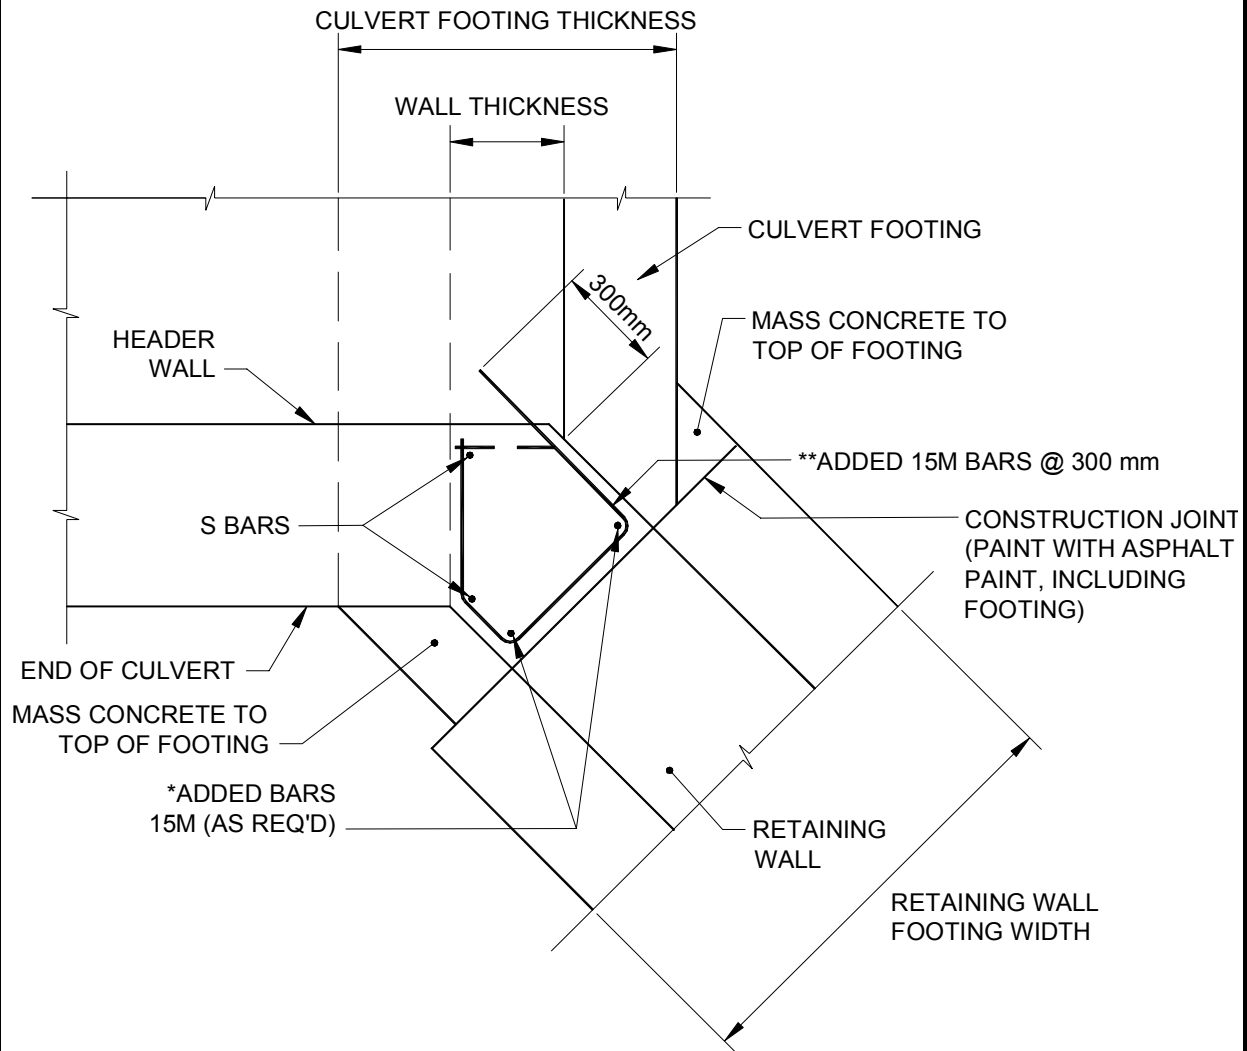 CULVERT FOOTING THICKNESS
WALL THICKNESS
CULVERT FOOTING
300mm
MASS CONCRETE TO
TOP OF FOOTING
HEADER
WALL
**ADDED 15M BARS @ 300 mm
S BARS
CONSTRUCTION JOINT
(PAINT WITH ASPHALT
PAINT, INCLUDING
FOOTING)
END OF CULVERT
MASS CONCRETE TO
TOP OF FOOTING
*ADDED BARS
15M (AS REQ'D)
RETAINING
WALL
RETAINING WALL
FOOTING WIDTH